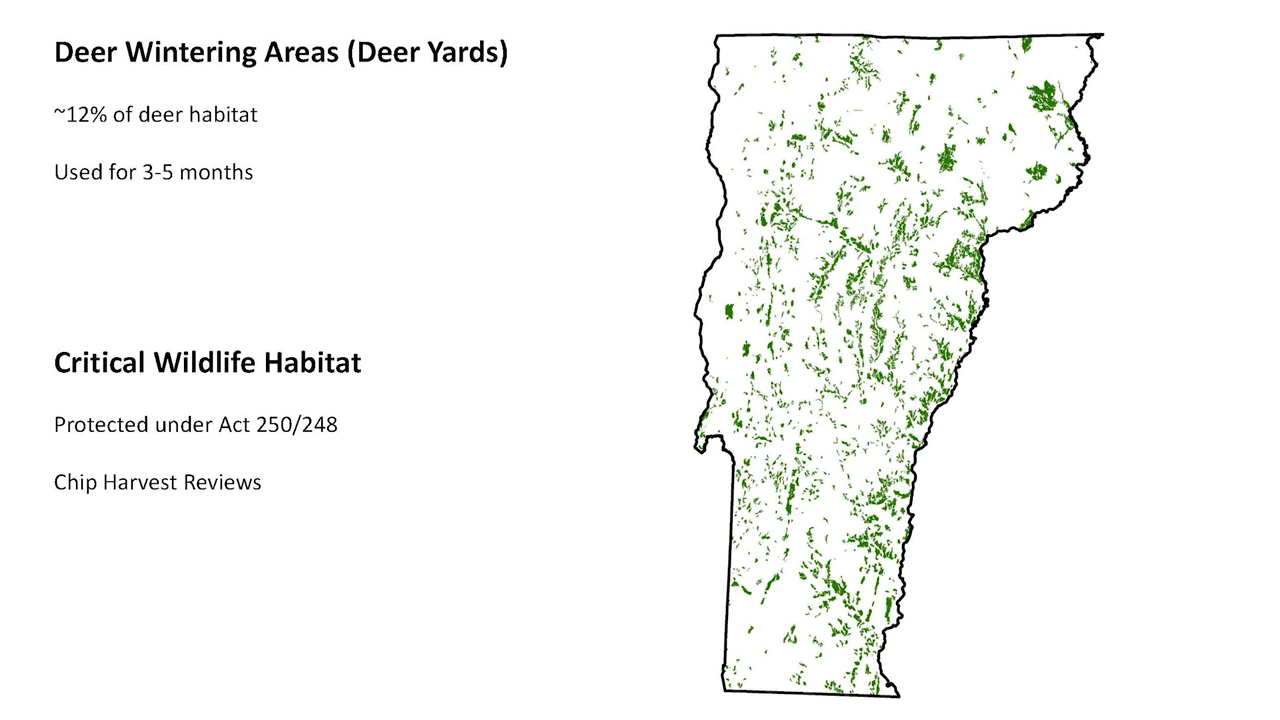 Deer Wintering Areas (Deer Yards)
~12% of deer habitat
Used for 3-5 months
Critical Wildlife Habitat
Protected under Act 250/248
Chip Harvest Reviews